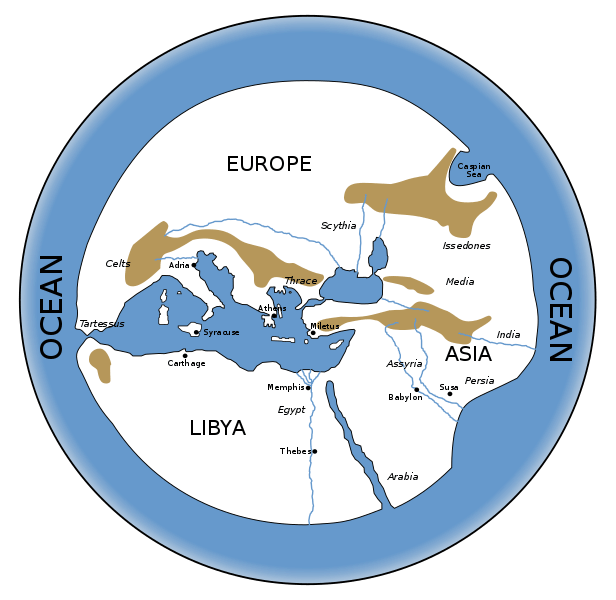 EUROPE
Caspian
Sea
Scythia
Issedones
OCEAN
Celts
Adria
Thrace
Media
OCEAN
Athens
Tartessus
Syracuse
Miletus
India
ASIA
Carthage
Assyria
Persia
Memphis
Susa
Babylon
Egypt
LIBYA
Thebes
Arabia